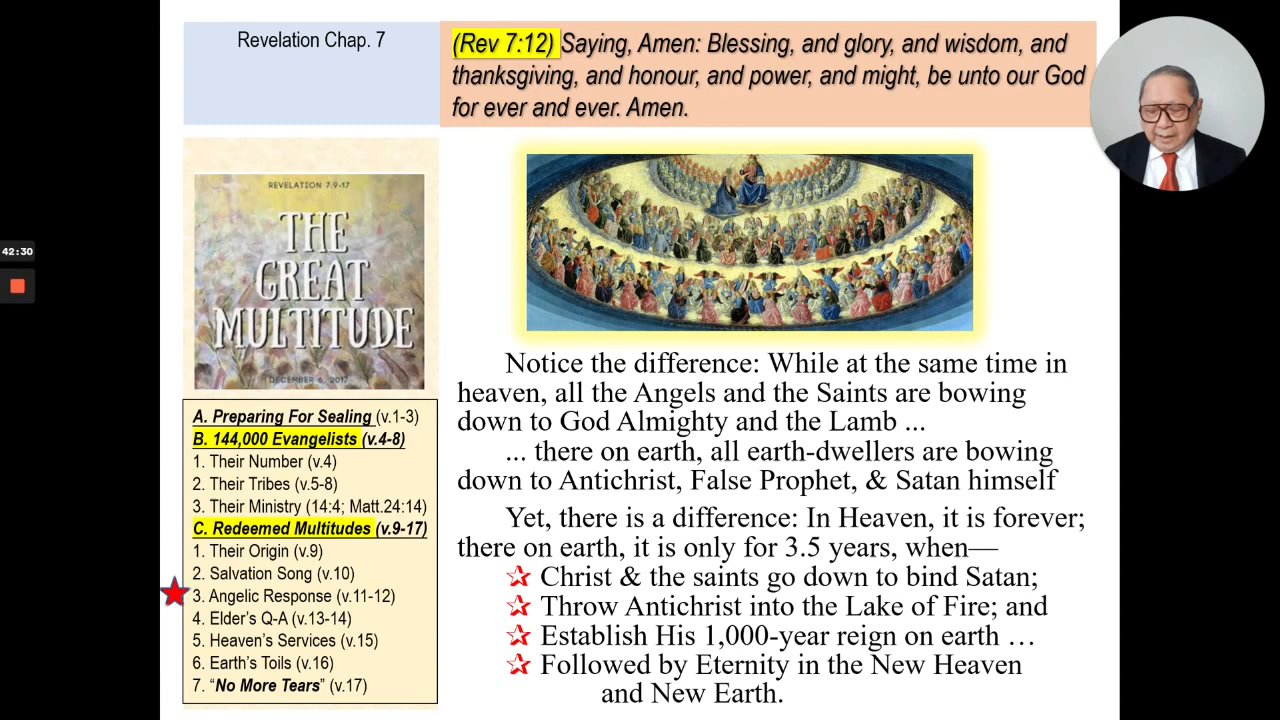 Revelation Chap. 7
(Rev 7:12) Saying, Amen: Blessing, and glory, and wisdom, and
thanksgiving, and honour, and power, and might, be unto our God
for ever and ever. Amen.
42:30
REVELATION 7:9-17
THE
GREAT
MULTITUDE
DECEMBER 6, 2017
A. Preparing For Sealing (v.1-3)
B. 144,000 Evangelists (v.4-8)
1. Their Number (v.4)
2. Their Tribes (v.5-8)
3. Their Ministry (14:4; Matt.24:14)
C. Redeemed Multitudes (v.9-17)
1. Their Origin (v.9)
2. Salvation Song (v.10)
3. Angelic Response (v.11-12)
4. Elder's Q-A (v.13-14)
5. Heaven's Services (v.15)
6. Earth's Toils (v.16)
7. "No More Tears" (v.17)
Notice the difference: While at the same time in
heaven, all the Angels and the Saints are bowing
down to God Almighty and the Lamb ...
... there on earth, all earth-dwellers are bowing
down to Antichrist, False Prophet, & Satan himself
Yet, there is a difference: In Heaven, it is forever;
there on earth, it is only for 3.5 years, when—
Christ & the saints go down to bind Satan;
Throw Antichrist into the Lake of Fire; and
Establish His 1,000-year reign on earth …
Followed by Eternity in the New Heaven
and New Earth.